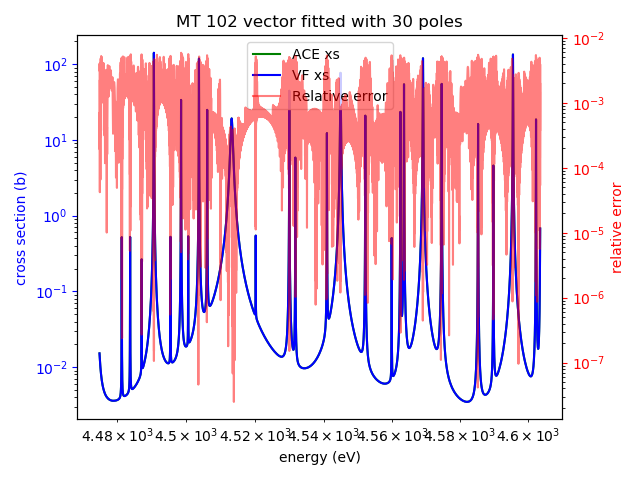 MT 102 vector fitted with 30 poles
ACE xs
VF xs
Relative error
cross section (b)
10²
10¹
10⁰
10⁻¹
10⁻²
10⁻²
10⁻³
10⁻⁴
10⁻⁵
10⁻⁶
10⁻⁷
relative error
4.48 × 10³ 4.5 × 10³ 4.52 × 10³ 4.54 × 10³ 4.56 × 10³ 4.58 × 10³ 4.6 × 10³
energy (eV)